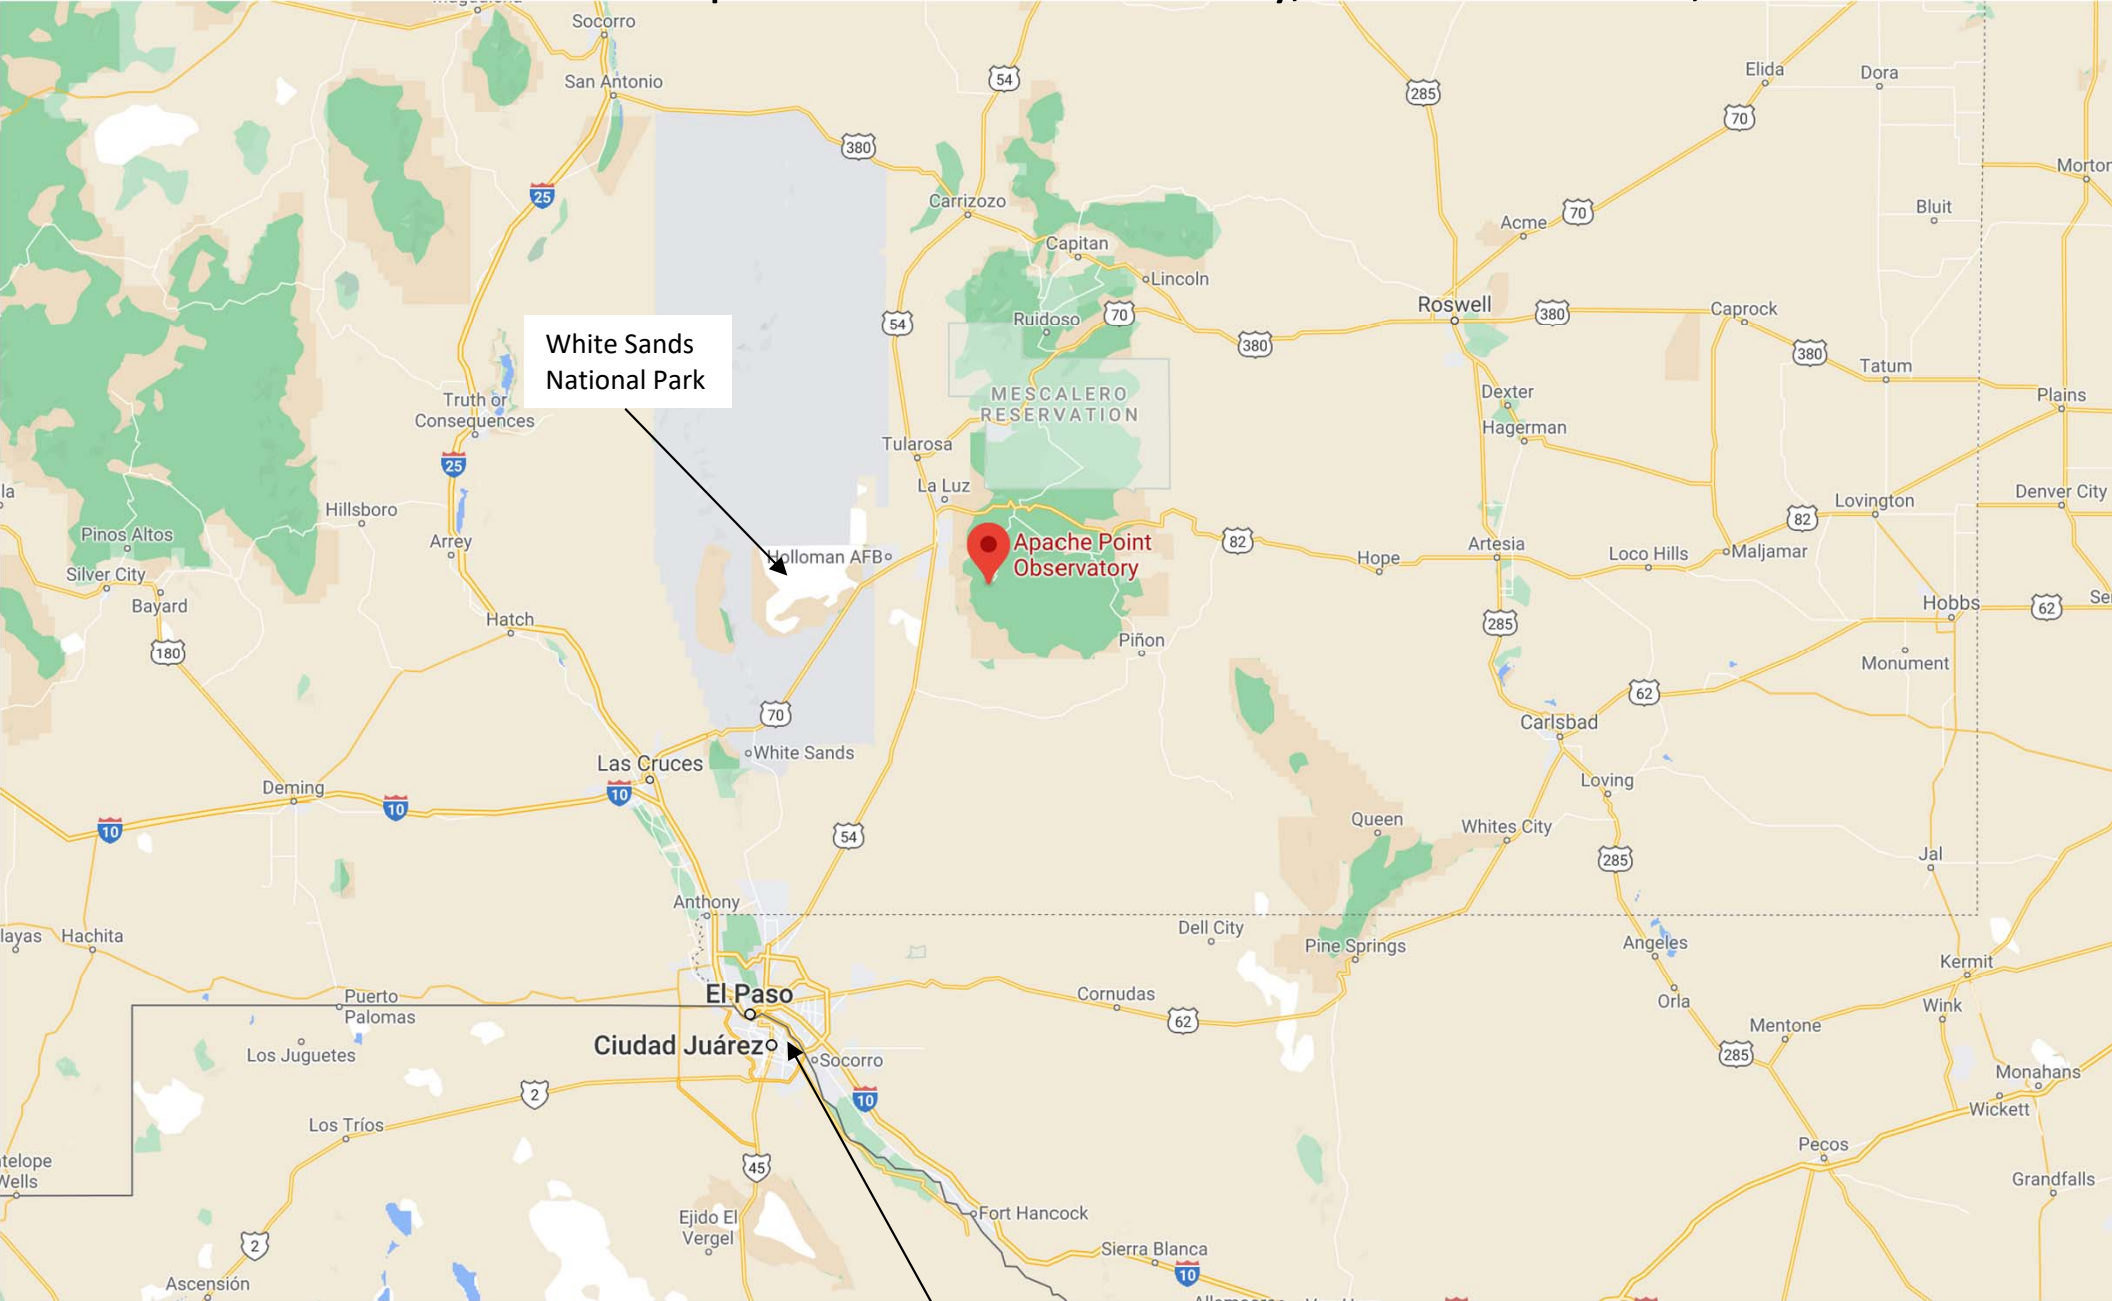 Socorro
San Antonio
54
285
Elida
Dora
70
380
Morton
25
Carrizozo
Acme
70
Bluit
Capitan
Lincoln
Roswell
380
Caprock
54
Ruidoso
70
380
380
White Sands
National Park
Tatum
MESCALERO
RESERVATION
Dexter
Plains
Truth or
Consequences
Hagerman
Tularosa
25
La Luz
la
Hillsboro
Lovington
Denver City
82
Pinos Altos
Arrey
Holloman AFB
Apache Point
Observatory
82
Hope
Artesia
Loco Hills
Maljamar
Silver City
Bayard
Hatch
285
Hobbs
62
Se
180
Piñon
Monument
70
62
Carlsbad
White Sands
Las Cruces
10
Deming
10
10
Loving
54
Queen
Whites City
285
Jal
Anthony
layas
Hachita
Dell City
Pine Springs
Angeles
Kermit
El Paso
Puerto
Palomas
Cornudas
62
Orla
Wink
Los Juguetes
Ciudad Juárez
Socorro
Mentone
285
2
10
Monahans
Wickett
Los Tríos
Pecos
telope
Wells
45
Grandfalls
Ejido El
Vergel
Fort Hancock
2
Sierra Blanca
10
Ascensión